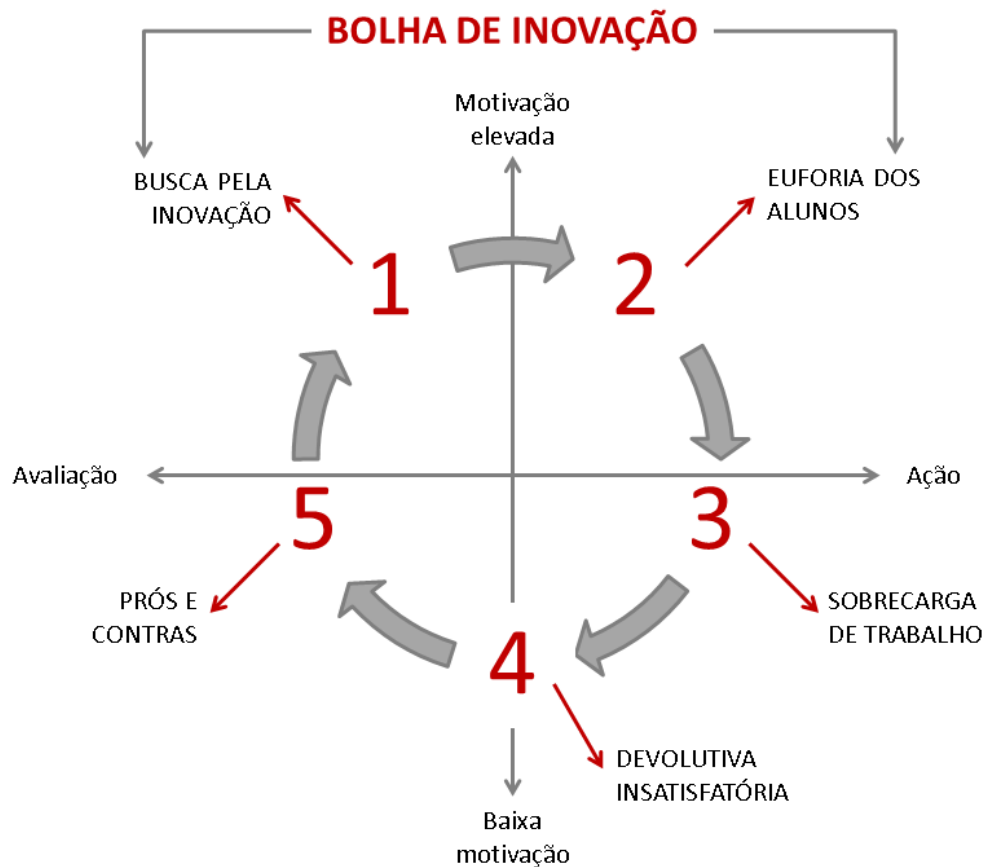 BOLHA DE INOVAÇÃO
Motivação
elevada
BUSCA PELA
INOVAÇÃO
EUFORIA DOS
ALUNOS
1
2
Avaliação
Ação
5
3
PRÓS E
CONTRAS
SOBRECARGA
DE TRABALHO
4
DEVOLUTIVA
INSATISFATÓRIA
Baixa
motivação